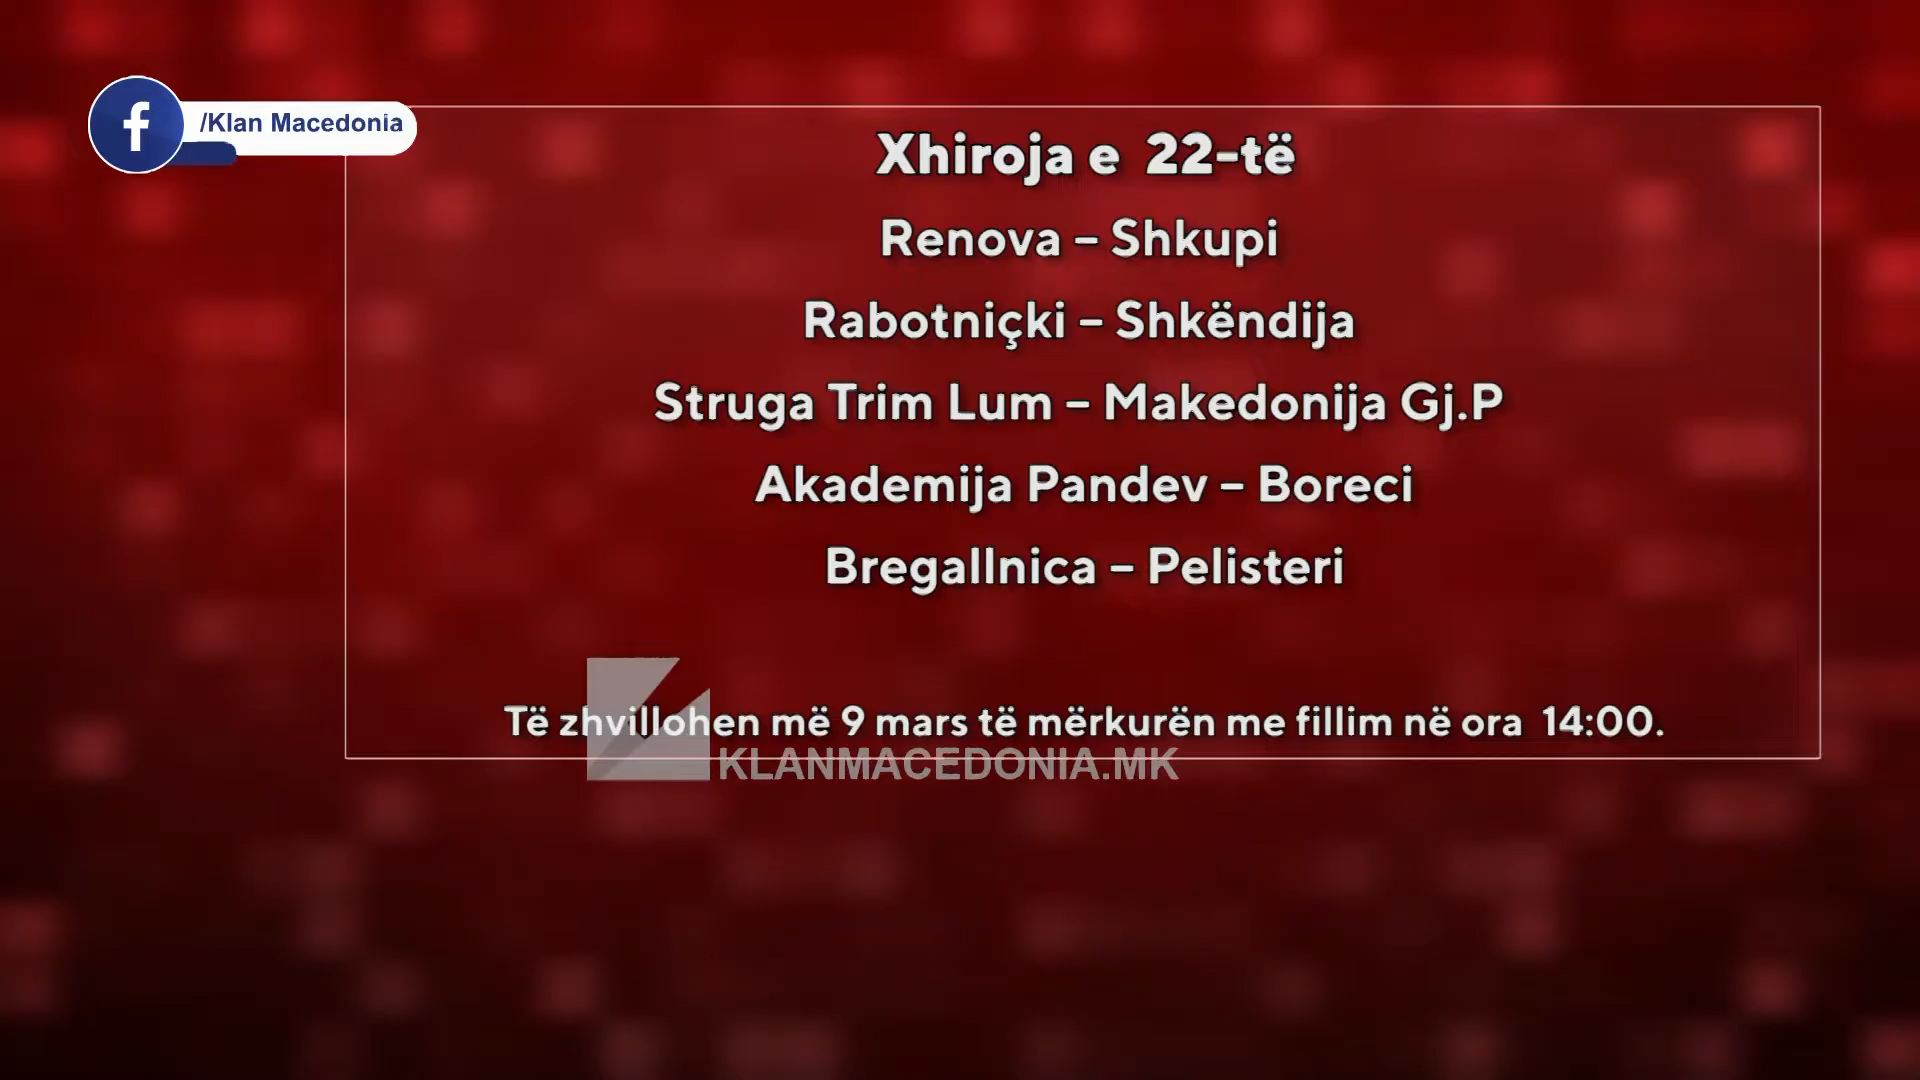 /Klan Macedonia
Xhiroja e 22-të
Renova – Shkupi
Rabotniçki – Shkëndija
Struga Trim Lum – Makedonija Gj.P
Akademija Pandev – Boreci
Bregallnica – Pelisteri
Të zhvillohen më 9 mars të mërkurën me fillim në ora 14:00.
KLANMACEDONIA.MK